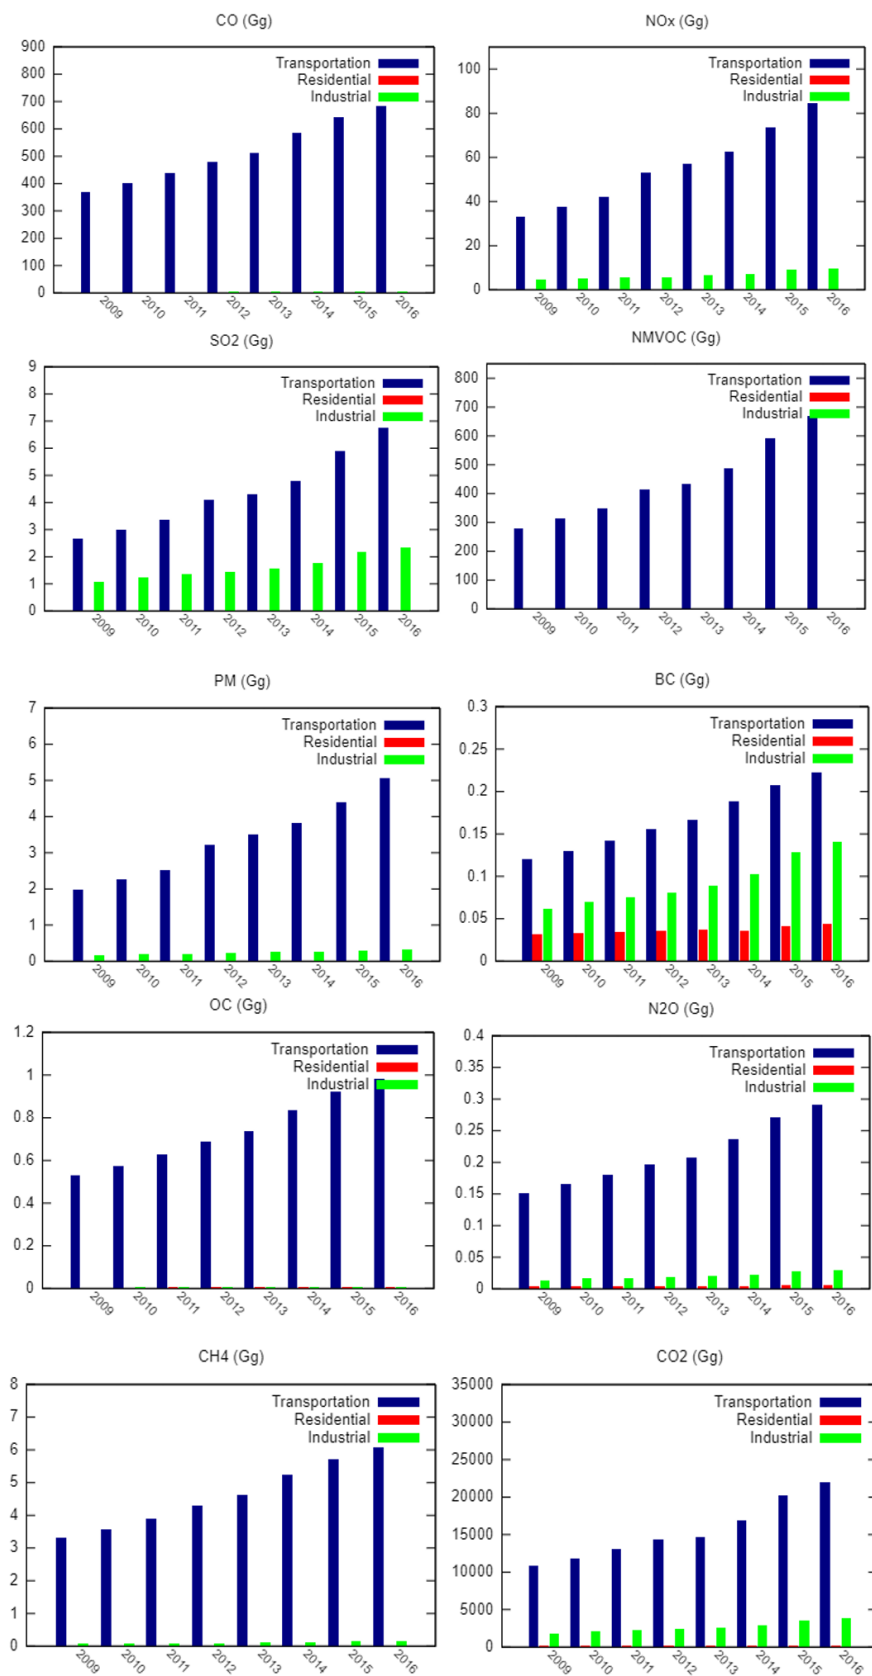 CO (Gg)
900
800
700
600
500
400
300
200
100
0
Transportation
Residential
Industrial
2009 2010 2011 2012 2013 2014 2015 2016
NOx (Gg)
100
80
60
40
20
0
Transportation
Residential
Industrial
2009 2010 2011 2012 2013 2014 2015 2016
SO2 (Gg)
9
8
7
6
5
4
3
2
1
0
Transportation
Residential
Industrial
2009 2010 2011 2012 2013 2014 2015 2016
NMVOC (Gg)
800
700
600
500
400
300
200
100
0
Transportation
Residential
Industrial
2009 2010 2011 2012 2013 2014 2015 2016
PM (Gg)
7
6
5
4
3
2
1
0
Transportation
Residential
Industrial
2009 2010 2011 2012 2013 2014 2015 2016
BC (Gg)
0.3
0.25
0.2
0.15
0.1
0.05
0
Transportation
Residential
Industrial
2009 2010 2011 2012 2013 2014 2015 2016
OC (Gg)
1.2
1
0.8
0.6
0.4
0.2
0
Transportation
Residential
Industrial
2009 2010 2011 2012 2013 2014 2015 2016
N2O (Gg)
0.4
0.35
0.3
0.25
0.2
0.15
0.1
0.05
0
Transportation
Residential
Industrial
2009 2010 2011 2012 2013 2014 2015 2016
CH4 (Gg)
8
7
6
5
4
3
2
1
0
Transportation
Residential
Industrial
2009 2010 2011 2012 2013 2014 2015 2016
CO2 (Gg)
35000
30000
25000
20000
15000
10000
5000
0
Transportation
Residential
Industrial
2009 2010 2011 2012 2013 2014 2015 2016